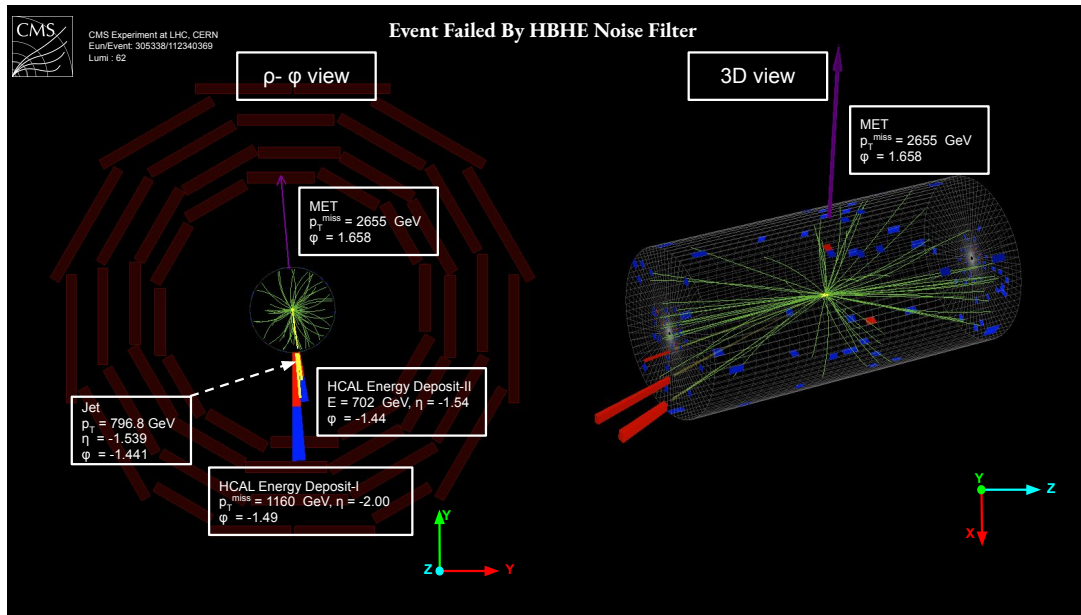 Event Failed By HBHE Noise Filter
CMS
CMS Experiment at LHC, CERN
Eun/Event: 305338/112340369
Lumi : 62
ρ- φ view
MET
p_T^miss = 2655 GeV
φ = 1.658
HCAL Energy Deposit-II
E = 702 GeV, η = -1.54
φ = -1.44
Jet
p_T = 796.8 GeV
η = -1.539
φ = -1.441
HCAL Energy Deposit-I
p_T^miss = 1160 GeV, η = -2.00
φ = -1.49
Y
Z
Y
3D view
MET
p_T^miss = 2655 GeV
φ = 1.658
Y
Z
X